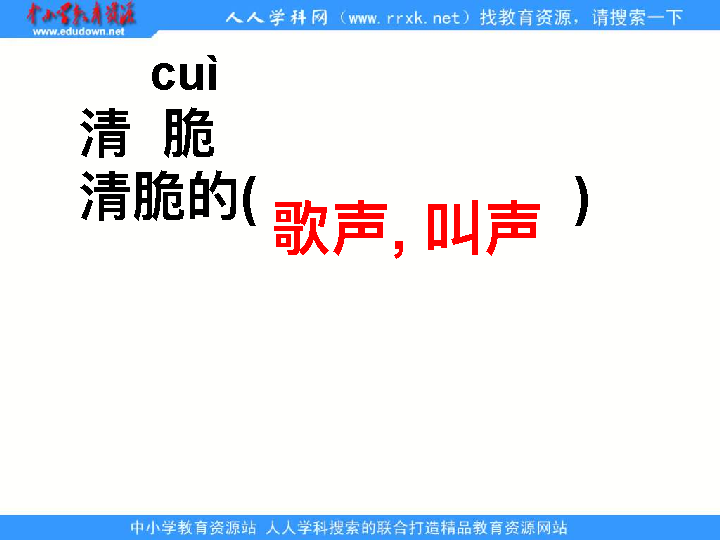 中小学教育资源
www.edudown.net
人人学科网（www.rrxk.net）找教育资源，请搜索一下
cuì
清 脆
清脆的( 歌声, 叫声 )
中小学教育资源站 人人学科搜索的联合打造精品教育资源网站